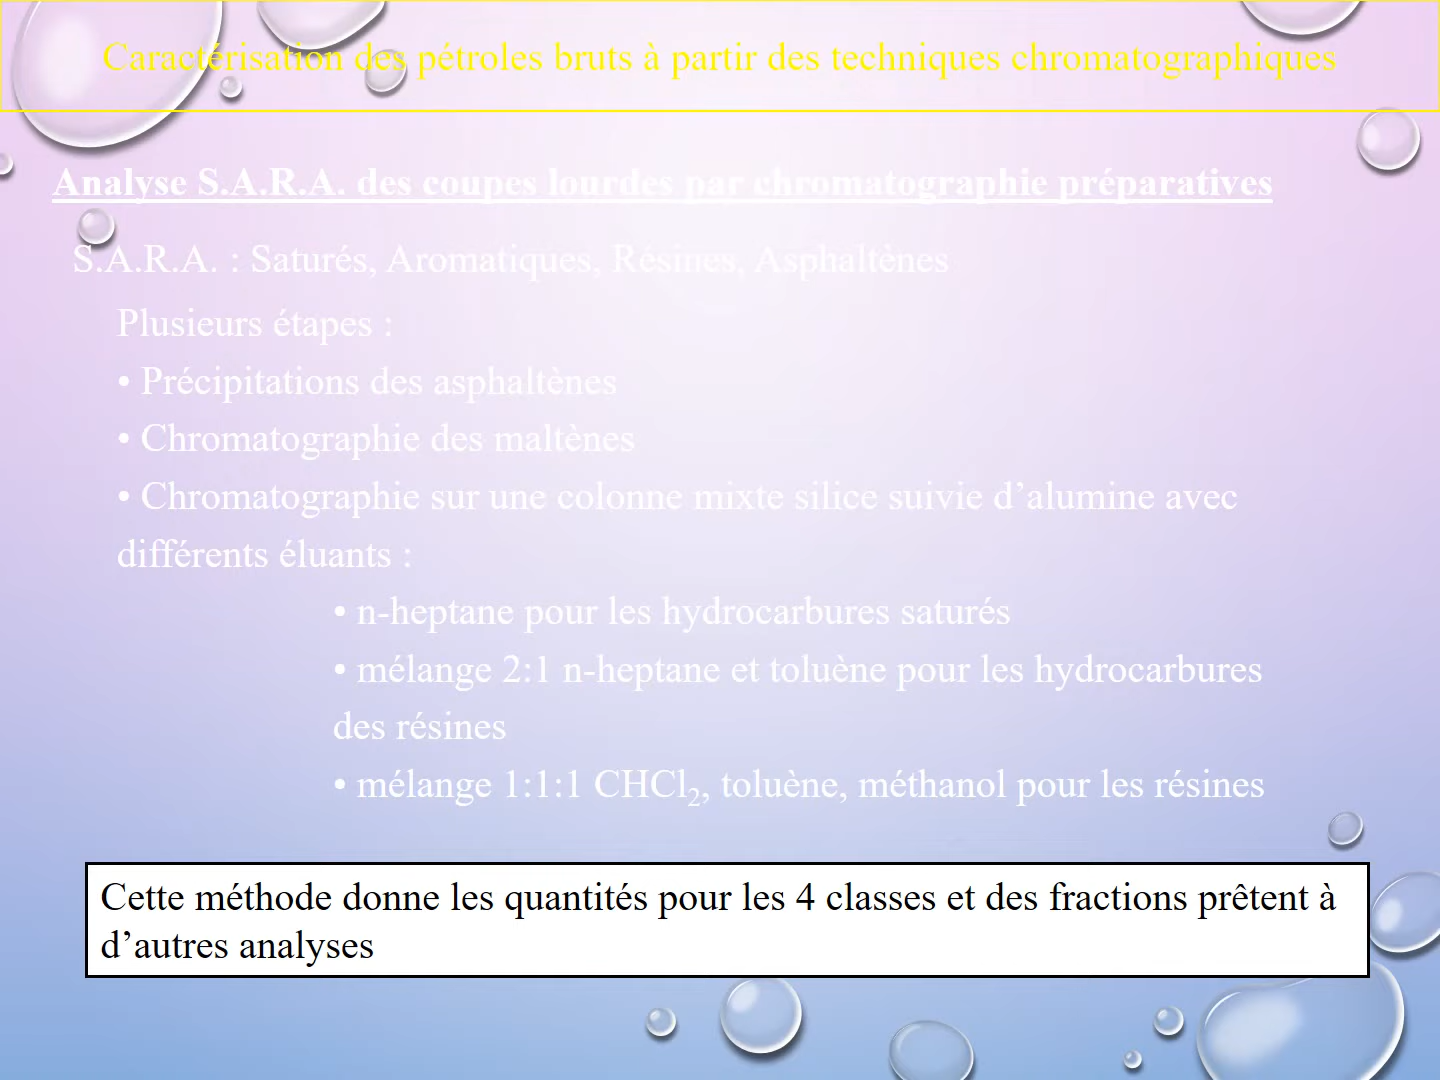 Caractérisation des pétroles bruts à partir des techniques chromatographiques
Analyse S.A.R.A. des coupes lourdes par chromatographie préparatives
S.A.R.A. : Saturés, Aromatiques, Résines, Asphaltènes
Plusieurs étapes :
• Précipitations des asphaltènes
• Chromatographie des maltènes
• Chromatographie sur une colonne mixte silice suivie d’alumine avec
différents éluants :
• n-heptane pour les hydrocarbures saturés
• mélange 2:1 n-heptane et toluène pour les hydrocarbures
des résines
• mélange 1:1:1 CHCl₂, toluène, méthanol pour les résines
Cette méthode donne les quantités pour les 4 classes et des fractions prêtent à
d’autres analyses